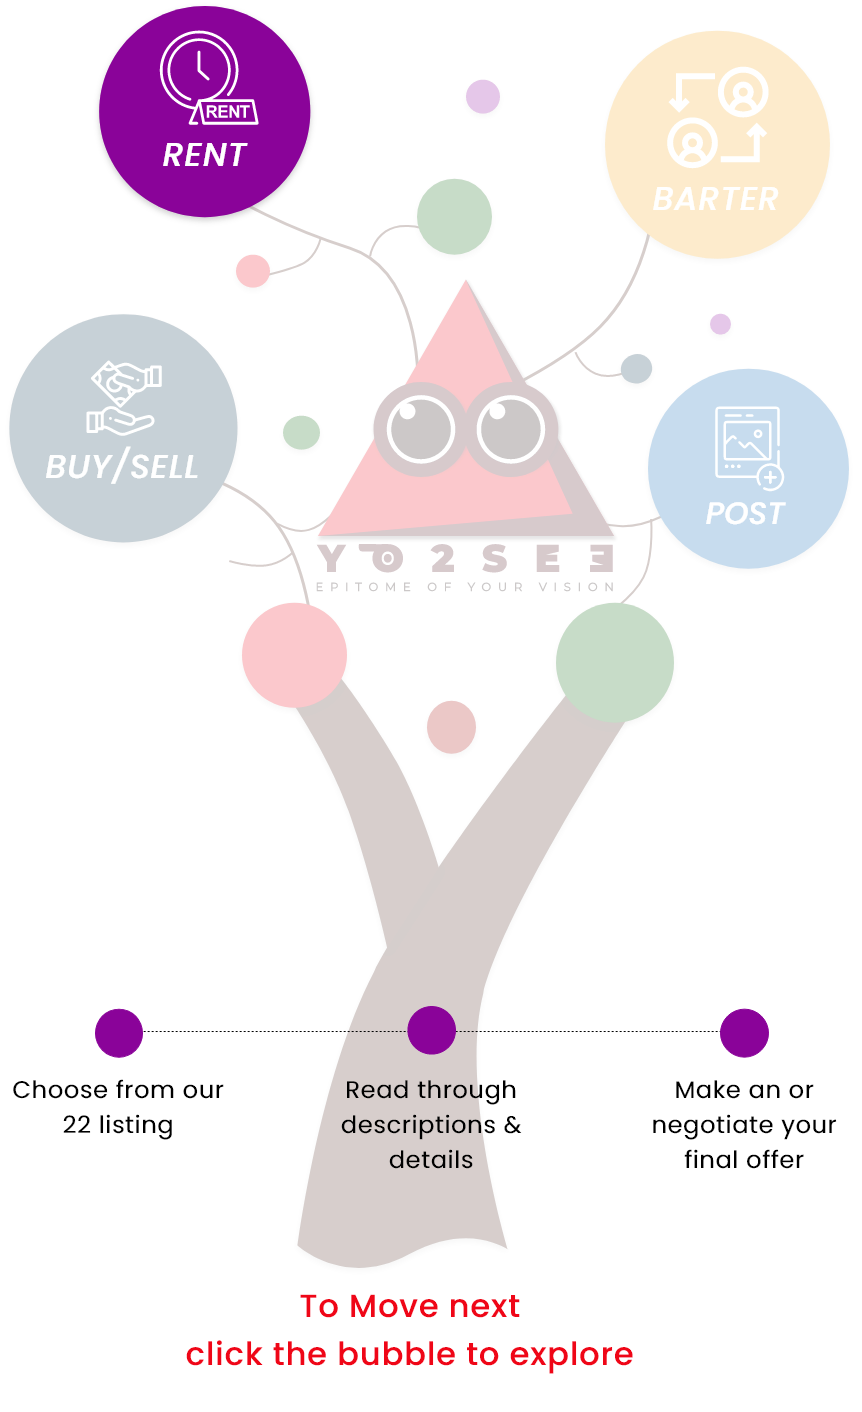 RENT
RENT
BARTER
BUY/SELL
POST
YO2SEE
EPITOME OF YOUR VISION
Choose from our
22 listing
Read through
descriptions &
details
Make an or
negotiate your
final offer
To Move next
click the bubble to explore